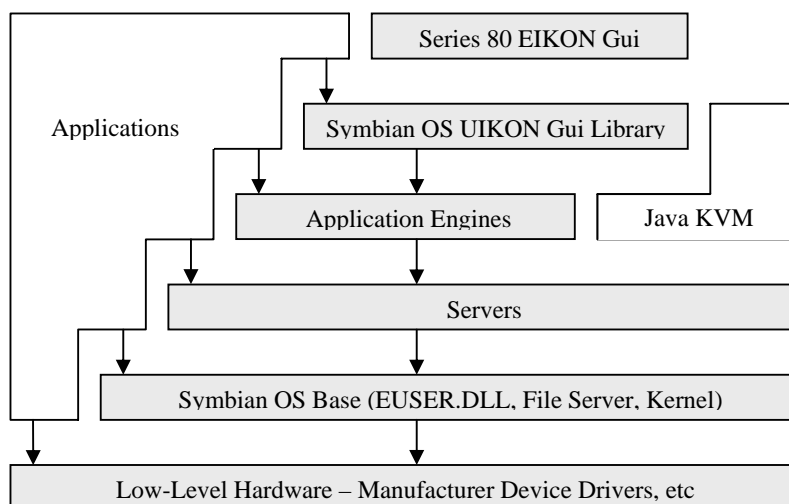 Series 80 EIKON Gui
Applications
Symbian OS UIKON Gui Library
Application Engines
Java KVM
Servers
Symbian OS Base (EUSER.DLL, File Server, Kernel)
Low-Level Hardware – Manufacturer Device Drivers, etc